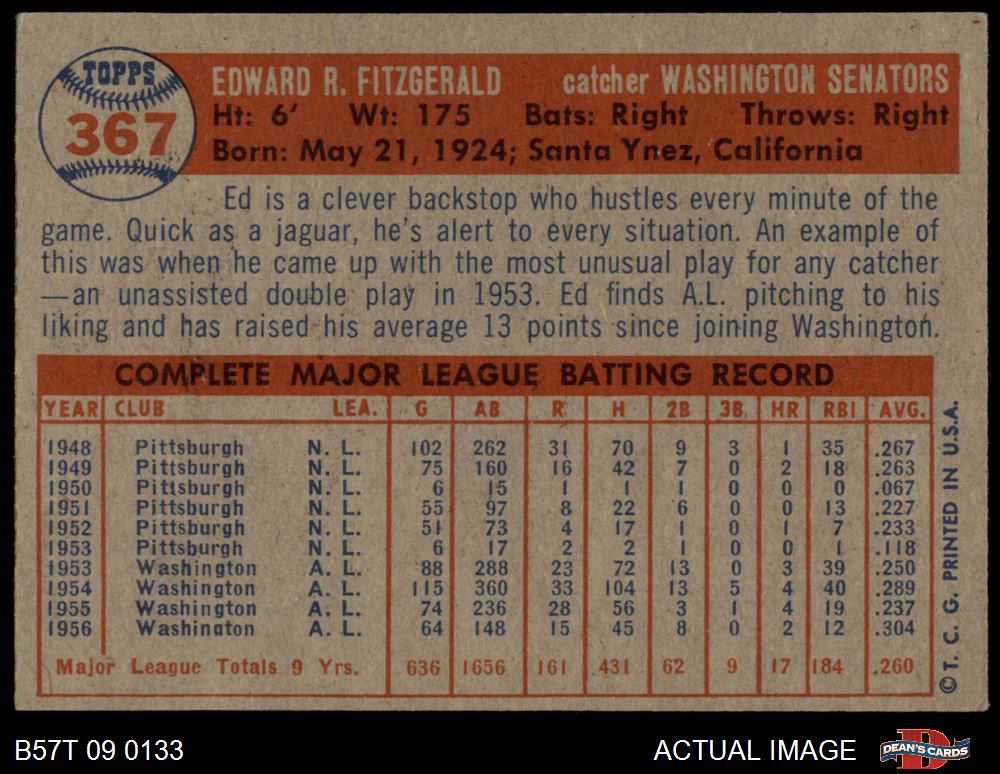 TOPPS
367
EDWARD R. FITZGERALD catcher WASHINGTON SENATORS
Ht: 6' Wt: 175 Bats: Right Throws: Right
Born: May 21, 1924; Santa Ynez, California
Ed is a clever backstop who hustles every minute of the
game. Quick as a jaguar, he's alert to every situation. An example of
this was when he came up with the most unusual play for any catcher
—an unassisted double play in 1953. Ed finds A.L. pitching to his
liking and has raised his average 13 points since joining Washington.
COMPLETE MAJOR LEAGUE BATTING RECORD
YEAR CLUB LEA. G AB R H 2B 3B HR RBI AVG.
1948 Pittsburgh N. L. 102 262 31 70 9 3 1 35 .267
1949 Pittsburgh N. L. 75 160 16 42 7 0 2 18 .263
1950 Pittsburgh N. L. 6 15 1 1 1 0 0 0 .067
1951 Pittsburgh N. L. 55 97 8 22 6 0 0 13 .227
1952 Pittsburgh N. L. 51 73 4 17 1 0 1 7 .233
1953 Pittsburgh N. L. 6 17 2 2 1 0 0 1 .118
1953 Washington A. L. 88 288 23 72 13 0 3 39 .250
1954 Washington A. L. 115 360 33 104 13 5 4 40 .289
1955 Washington A. L. 74 236 28 56 3 1 4 19 .237
1956 Washington A. L. 64 148 15 45 8 0 2 12 .304
Major League Totals 9 Yrs. 636 1656 161 431 62 9 17 184 .260
©T. C. G. PRINTED IN U.S.A.
B57T 09 0133 ACTUAL IMAGE DEAN'S CARDS